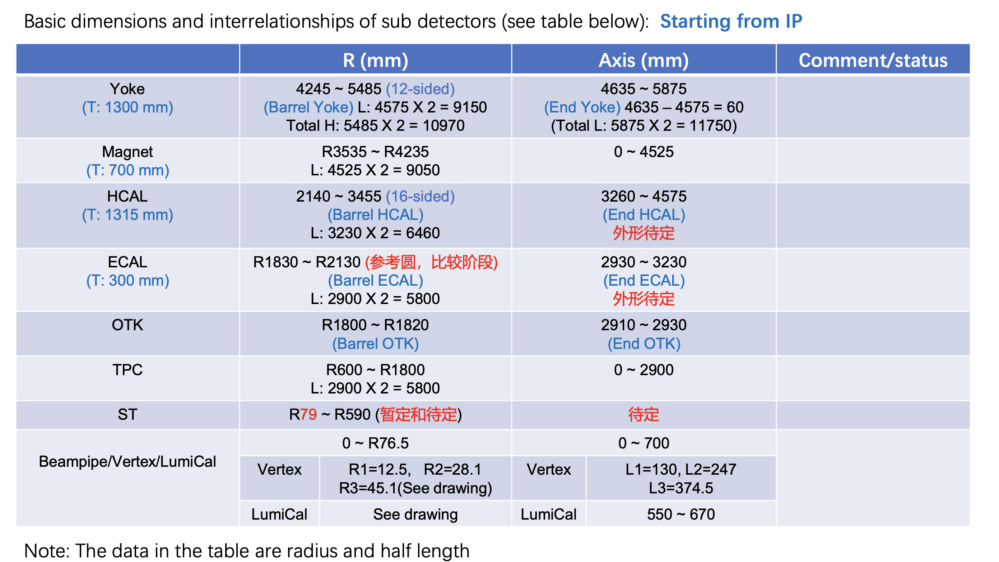 Basic dimensions and interrelationships of sub detectors (see table below): Starting from IP
R (mm)
Axis (mm)
Comment/status
Yoke
(T: 1300 mm)
4245 ~ 5485 (12-sided)
(Barrel Yoke) L: 4575 X 2 = 9150
Total H: 5485 X 2 = 10970
4635 ~ 5875
(End Yoke) 4635 – 4575 = 60
(Total L: 5875 X 2 = 11750)
Magnet
(T: 700 mm)
R3535 ~ R4235
L: 4525 X 2 = 9050
0 ~ 4525
HCAL
(T: 1315 mm)
2140 ~ 3455 (16-sided)
(Barrel HCAL)
L: 3230 X 2 = 6460
3260 ~ 4575
(End HCAL)
外形待定
ECAL
(T: 300 mm)
R1830 ~ R2130 (参考圆，比较阶段)
(Barrel ECAL)
L: 2900 X 2 = 5800
2930 ~ 3230
(End ECAL)
外形待定
OTK
R1800 ~ R1820
(Barrel OTK)
2910 ~ 2930
(End OTK)
TPC
R600 ~ R1800
L: 2900 X 2 = 5800
0 ~ 2900
ST
R79 ~ R590 (暂定和待定)
待定
Beampipe/Vertex/LumiCal
0 ~ R76.5
0 ~ 700
Vertex
R1=12.5, R2=28.1
R3=45.1(See drawing)
Vertex
L1=130, L2=247
L3=374.5
LumiCal
See drawing
LumiCal
550 ~ 670
Note: The data in the table are radius and half length